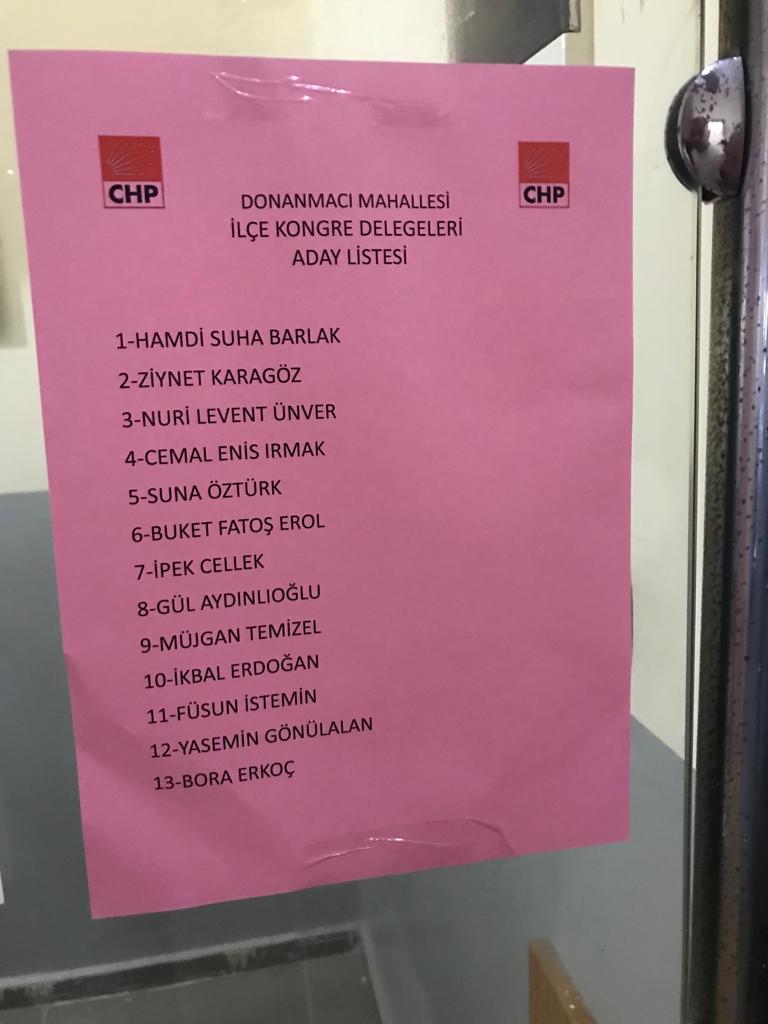 CHP
CHP
DONANMACI MAHALLESİ
İLÇE KONGRE DELEGELERİ
ADAY LİSTESİ
1-HAMDİ SUHA BARLAK
2-ZİYNET KARAGÖZ
3-NURİ LEVENT ÜNVER
4-CEMAL ENİS IRMAK
5-SUNA ÖZTÜRK
6-BUKET FATOŞ EROL
7-İPEK CELLEK
8-GÜL AYDINLIOĞLU
9-MÜJGAN TEMİZEL
10-İKBAL ERDOĞAN
11-FÜSUN İSTEMİN
12-YASEMİN GÖNÜLALAN
13-BORA ERKOÇ